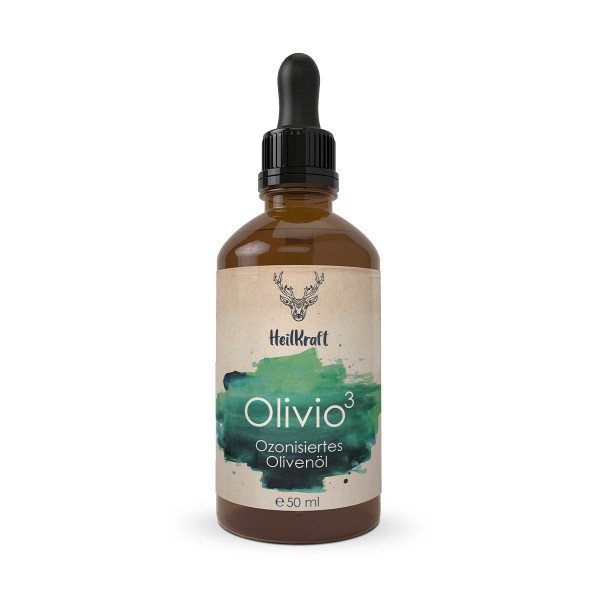 HeilKraft
Olivio³
Ozonisiertes
Olivenöl
℮ 50 ml